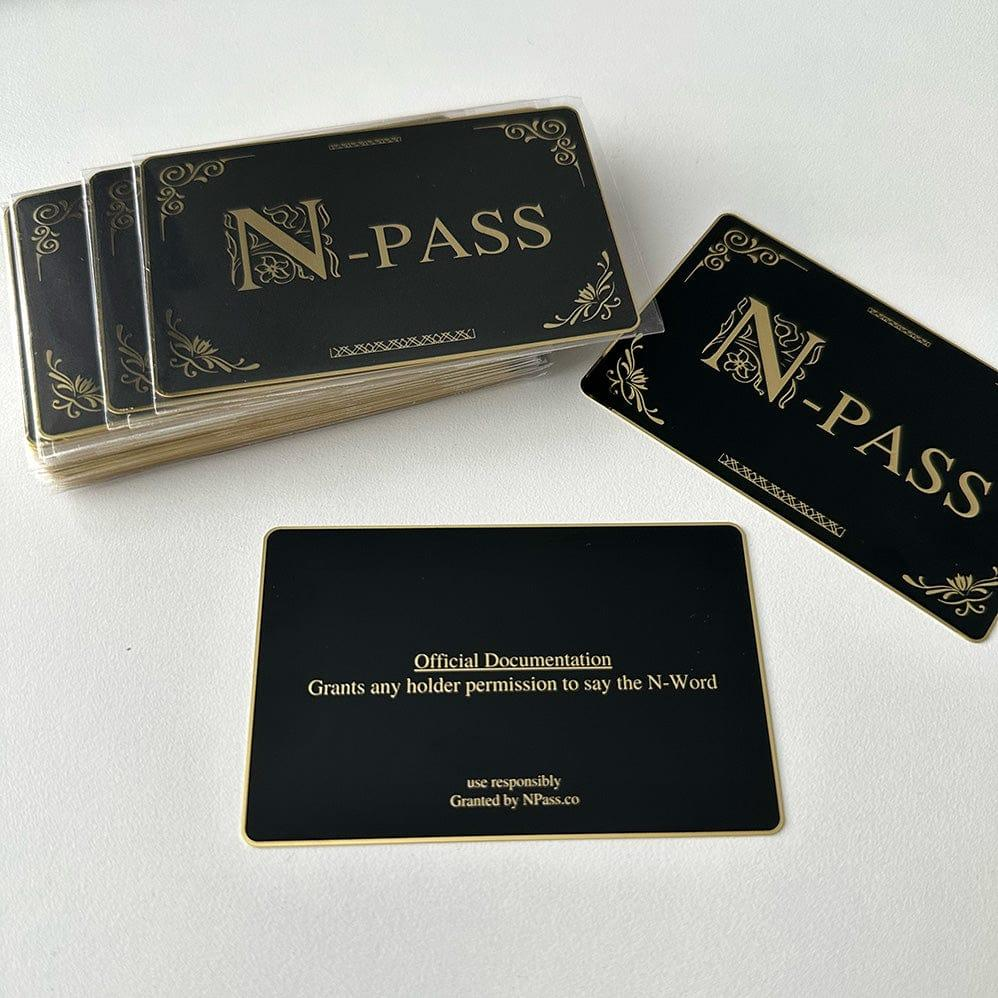 N-PASS
N-PASS
Official Documentation
Grants any holder permission to say the N-Word
use responsibly
Granted by NPass.co